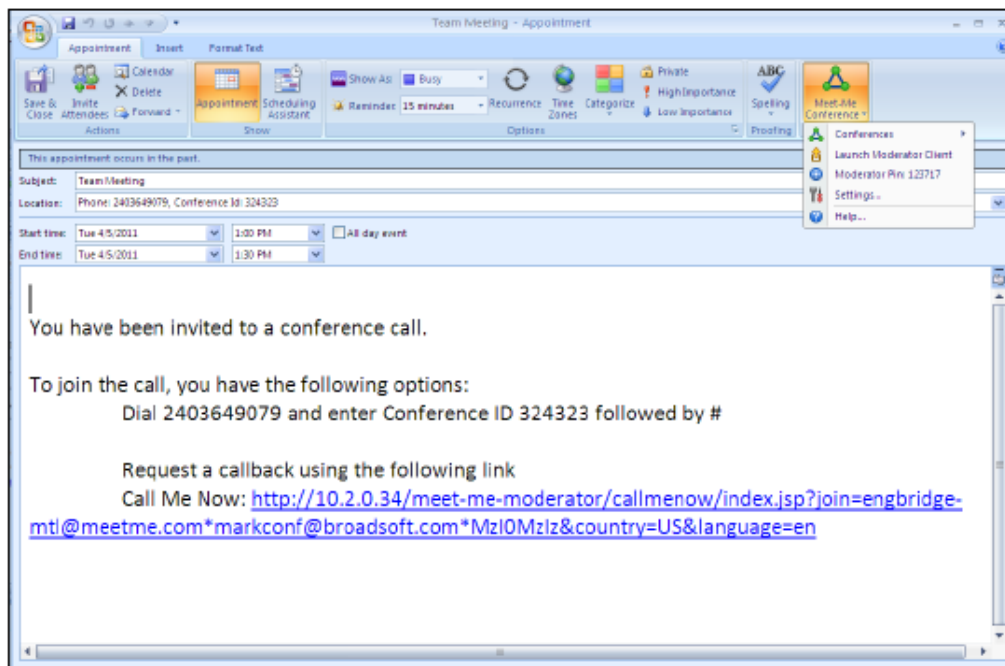 Team Meeting - Appointment
Appointment Insert Format Text
Save & Close
Invite Attendees
Calendar
Delete
Forward
Actions
Appointment
Scheduling Assistant
Show
Show As: Busy
Reminder: 15 minutes
Recurrence
Time Zones
Categorize
Private
High Importance
Low Importance
Options
ABC
Spelling
Proofing
Meet-Me Conference
Conferences
Launch Moderator Client
Moderator Pin: 123717
Settings...
Help...
This appointment occurs in the past.
Subject: Team Meeting
Location: Phone: 2403649079, Conference Id: 324323
Start time: Tue 4/5/2011 1:00 PM All day event
End time: Tue 4/5/2011 1:30 PM
You have been invited to a conference call.
To join the call, you have the following options:
Dial 2403649079 and enter Conference ID 324323 followed by #
Request a callback using the following link
Call Me Now: http://10.2.0.34/meet-me-moderator/callmenow/index.jsp?join=engbridge-
mtl@meetme.com*markconf@broadsoft.com*MzI0MzIz&country=US&language=en